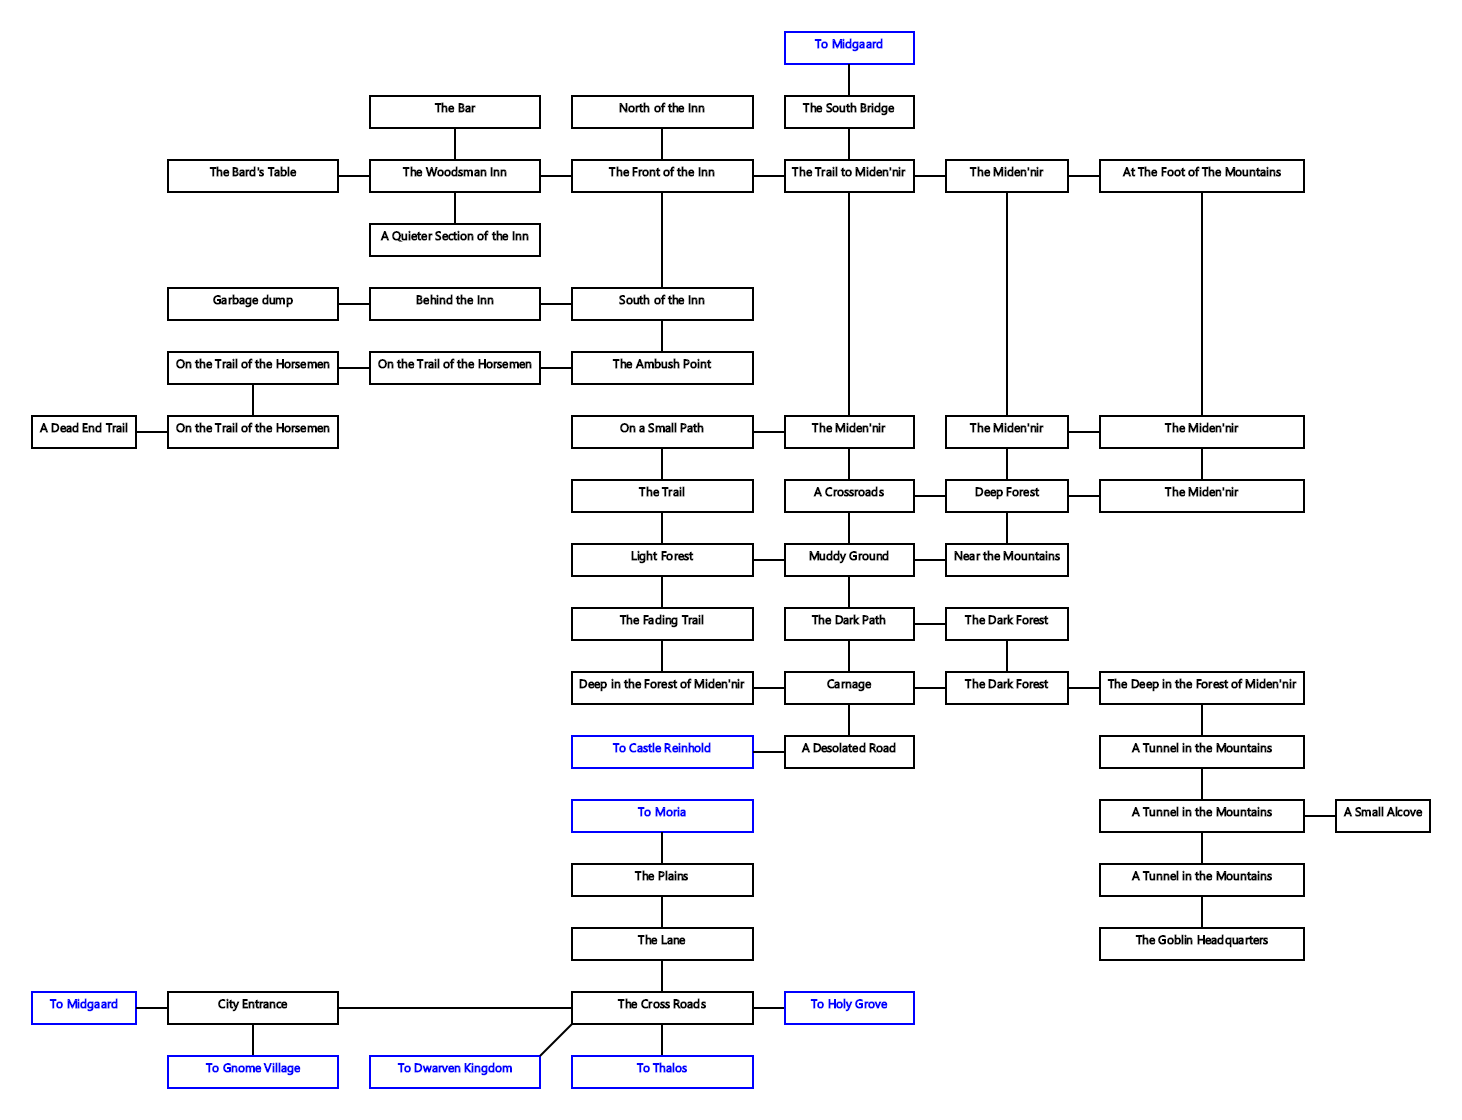 To Midgaard
The Bar
North of the Inn
The South Bridge
The Bard's Table
The Woodsman Inn
The Front of the Inn
The Trail to Miden'nir
The Miden'nir
At The Foot of The Mountains
A Quieter Section of the Inn
Garbage dump
Behind the Inn
South of the Inn
On the Trail of the Horsemen
On the Trail of the Horsemen
The Ambush Point
A Dead End Trail
On the Trail of the Horsemen
On a Small Path
The Miden'nir
The Miden'nir
The Miden'nir
The Trail
A Crossroads
Deep Forest
The Miden'nir
Light Forest
Muddy Ground
Near the Mountains
The Fading Trail
The Dark Path
The Dark Forest
Deep in the Forest of Miden'nir
Carnage
The Dark Forest
The Deep in the Forest of Miden'nir
To Castle Reinhold
A Desolated Road
A Tunnel in the Mountains
To Moria
A Tunnel in the Mountains
A Small Alcove
The Plains
A Tunnel in the Mountains
The Lane
The Goblin Headquarters
To Midgaard
City Entrance
The Cross Roads
To Holy Grove
To Gnome Village
To Dwarven Kingdom
To Thalos